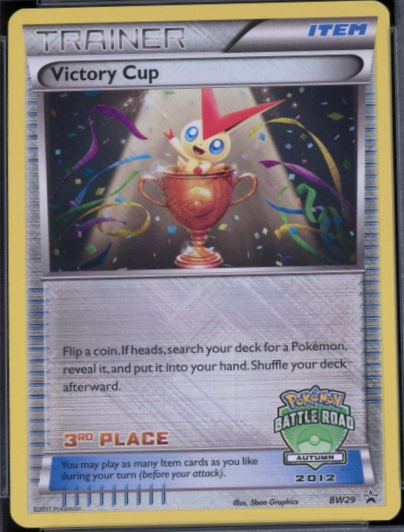 TRAINER
ITEM
Victory Cup
Flip a coin. If heads, search your deck for a Pokémon,
reveal it, and put it into your hand. Shuffle your deck
afterward.
3RD PLACE
Pokémon
BATTLE ROAD
AUTUMN
2012
You may play as many Item cards as you like
during your turn (before your attack).
©2011 Pokémon
Illus. 5ban Graphics
BW29